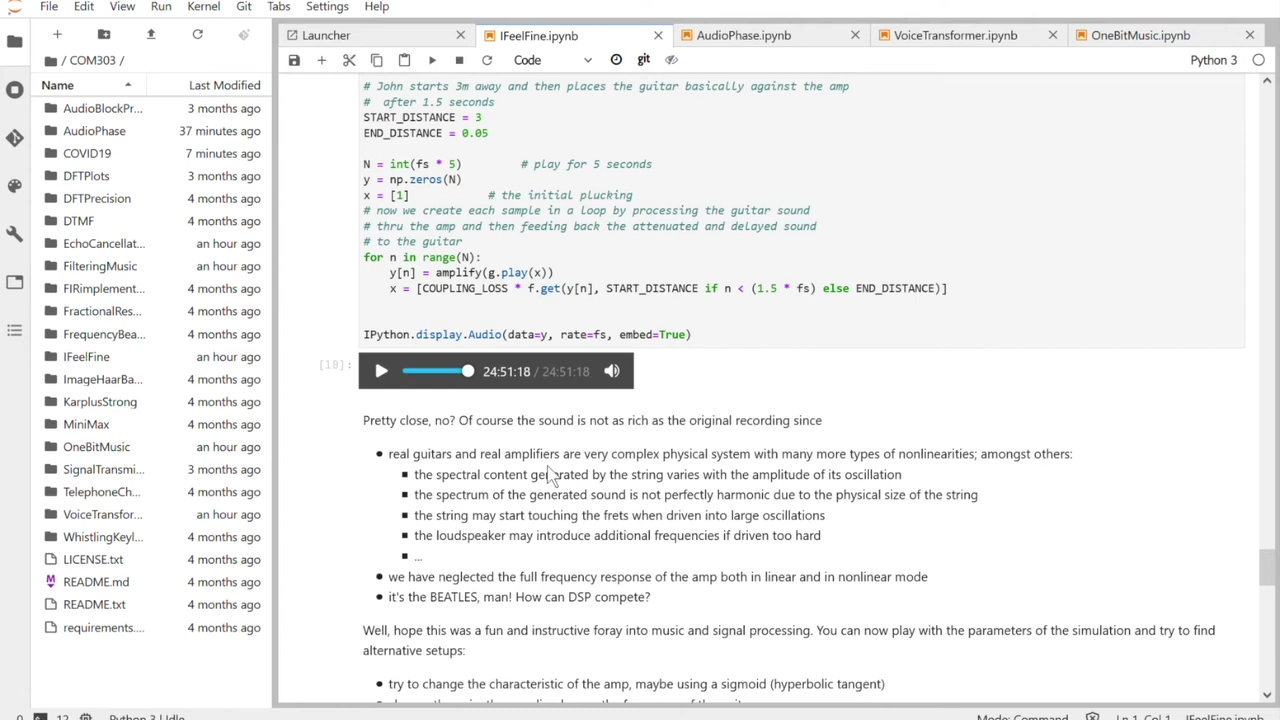 File Edit View Run Kernel Git Tabs Settings Help
Launcher
IFeelFine.ipynb
AudioPhase.ipynb
VoiceTransformer.ipynb
OneBitMusic.ipynb
Code
git
Python 3
/ COM303 /
Name Last Modified
AudioBlockPr... 3 months ago
AudioPhase 37 minutes ago
COVID19 7 minutes ago
DFTPlots 3 months ago
DFTPrecision 4 months ago
DTMF 4 months ago
EchoCancellat... an hour ago
FilteringMusic an hour ago
FIRimplement... 3 months ago
FractionalRes... 4 months ago
FrequencyBea... 4 months ago
IFeelFine an hour ago
ImageHaarBa... 4 months ago
KarplusStrong 4 months ago
MiniMax 4 months ago
OneBitMusic an hour ago
SignalTransmi... 3 months ago
TelephoneCh... 4 months ago
VoiceTransfor... an hour ago
WhistlingKeyl... 4 months ago
LICENSE.txt 4 months ago
README.md 4 months ago
README.txt 4 months ago
requirements.... 4 months ago
# John starts 3m away and then places the guitar basically against the amp
# after 1.5 seconds
START_DISTANCE = 3
END_DISTANCE = 0.05
N = int(fs * 5) # play for 5 seconds
y = np.zeros(N)
x = [1] # the initial plucking
# now we create each sample in a loop by processing the guitar sound
# thru the amp and then feeding back the attenuated and delayed sound
# to the guitar
for n in range(N):
y[n] = amplify(g.play(x))
x = [COUPLING_LOSS * f.get(y[n], START_DISTANCE if n < (1.5 * fs) else END_DISTANCE)]
IPython.display.Audio(data=y, rate=fs, embed=True)
[18]:
24:51:18 / 24:51:18
Pretty close, no? Of course the sound is not as rich as the original recording since
real guitars and real amplifiers are very complex physical system with many more types of nonlinearities; amongst others:
the spectral content generated by the string varies with the amplitude of its oscillation
the spectrum of the generated sound is not perfectly harmonic due to the physical size of the string
the string may start touching the frets when driven into large oscillations
the loudspeaker may introduce additional frequencies if driven too hard
...
we have neglected the full frequency response of the amp both in linear and in nonlinear mode
it's the BEATLES, man! How can DSP compete?
Well, hope this was a fun and instructive foray into music and signal processing. You can now play with the parameters of the simulation and try to find
alternative setups:
try to change the characteristic of the amp, maybe using a sigmoid (hyperbolic tangent)
Python 3 | Idle
Mode: Command
Ln 1, Col 1
IFeelFine.ipynb